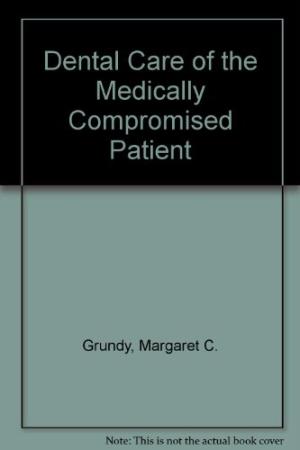 Dental Care of the
Medically
Compromised
Patient
Grundy, Margaret C.
Note: This is not the actual book cover